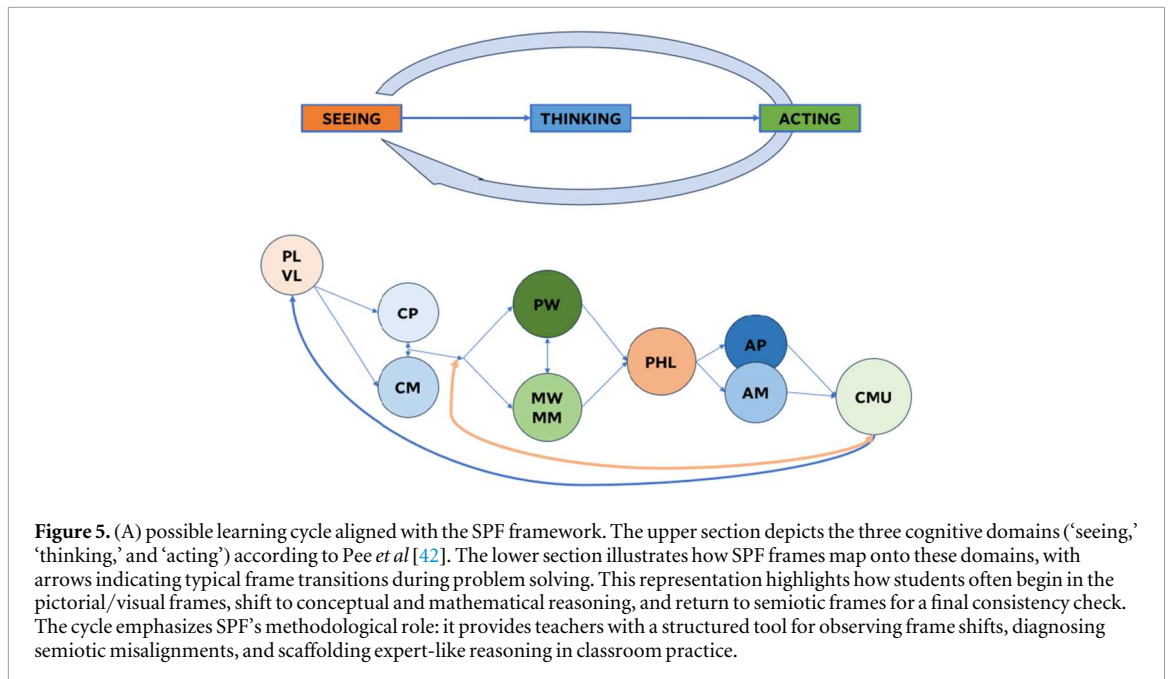 SEEING THINKING ACTING
PL
VL
CP
CM
PW
MW
MM
PHL
AP
AM
CMU
Figure 5. (A) possible learning cycle aligned with the SPF framework. The upper section depicts the three cognitive domains (‘seeing,’
‘thinking,’ and ‘acting’) according to Pee et al [42]. The lower section illustrates how SPF frames map onto these domains, with
arrows indicating typical frame transitions during problem solving. This representation highlights how students often begin in the
pictorial/visual frames, shift to conceptual and mathematical reasoning, and return to semiotic frames for a final consistency check.
The cycle emphasizes SPF’s methodological role: it provides teachers with a structured tool for observing frame shifts, diagnosing
semiotic misalignments, and scaffolding expert-like reasoning in classroom practice.